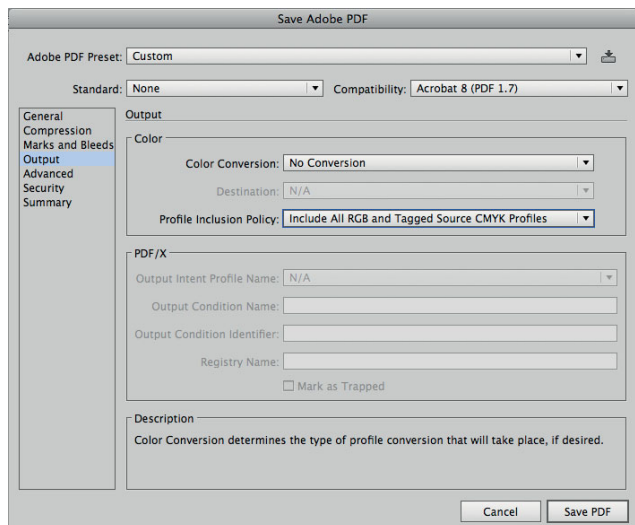 Save Adobe PDF
Adobe PDF Preset: Custom
Standard: None Compatibility: Acrobat 8 (PDF 1.7)
General
Compression
Marks and Bleeds
Output
Advanced
Security
Summary
Output
Color
Color Conversion: No Conversion
Destination: N/A
Profile Inclusion Policy: Include All RGB and Tagged Source CMYK Profiles
PDF/X
Output Intent Profile Name: N/A
Output Condition Name:
Output Condition Identifier:
Registry Name:
Mark as Trapped
Description
Color Conversion determines the type of profile conversion that will take place, if desired.
Cancel Save PDF